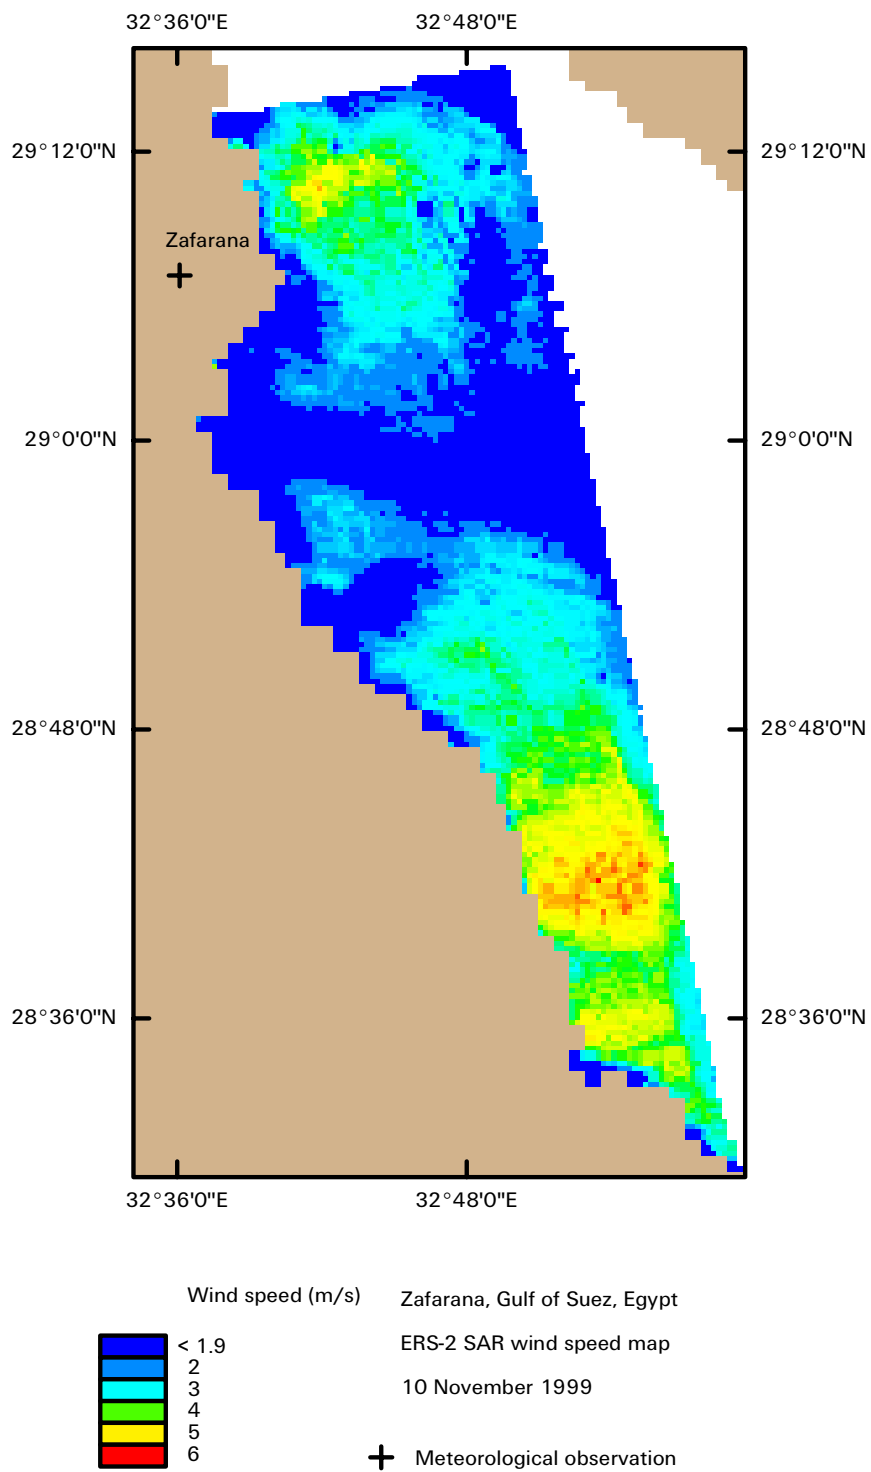 32°36'0"E 32°48'0"E
29°12'0"N 29°12'0"N
Zafarana
29°0'0"N 29°0'0"N
28°48'0"N 28°48'0"N
28°36'0"N 28°36'0"N
32°36'0"E 32°48'0"E
Wind speed (m/s)
< 1.9
2
3
4
5
6
Zafarana, Gulf of Suez, Egypt
ERS-2 SAR wind speed map
10 November 1999
Meteorological observation